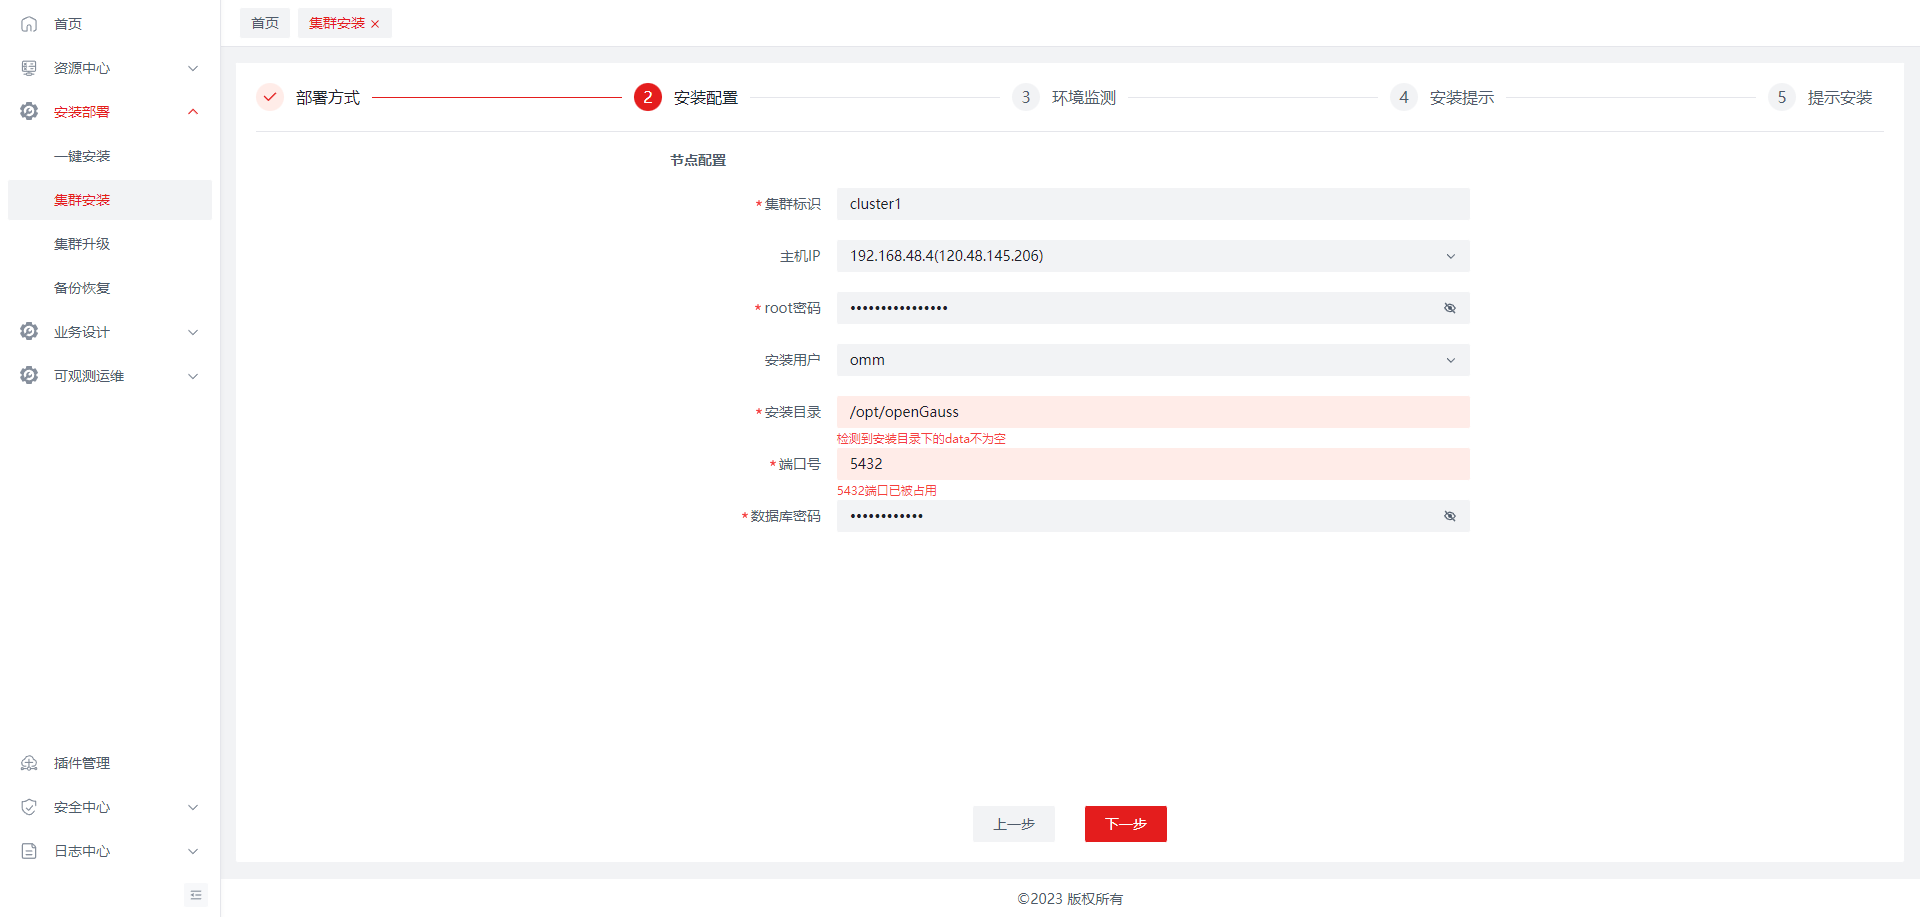 首页
资源中心
安装部署
一键安装
集群安装
集群升级
备份恢复
业务设计
可观测运维
插件管理
安全中心
日志中心
首页
集群安装 ×
部署方式
2 安装配置
3 环境监测
4 安装提示
5 提示安装
节点配置
*集群标识 cluster1
主机IP 192.168.48.4(120.48.145.206)
*root密码 ••••••••••••••••
安装用户 omm
*安装目录 /opt/openGauss
检测到安装目录下的data不为空
*端口号 5432
5432端口已被占用
*数据库密码 ••••••••••••
上一步 下一步
©2023 版权所有